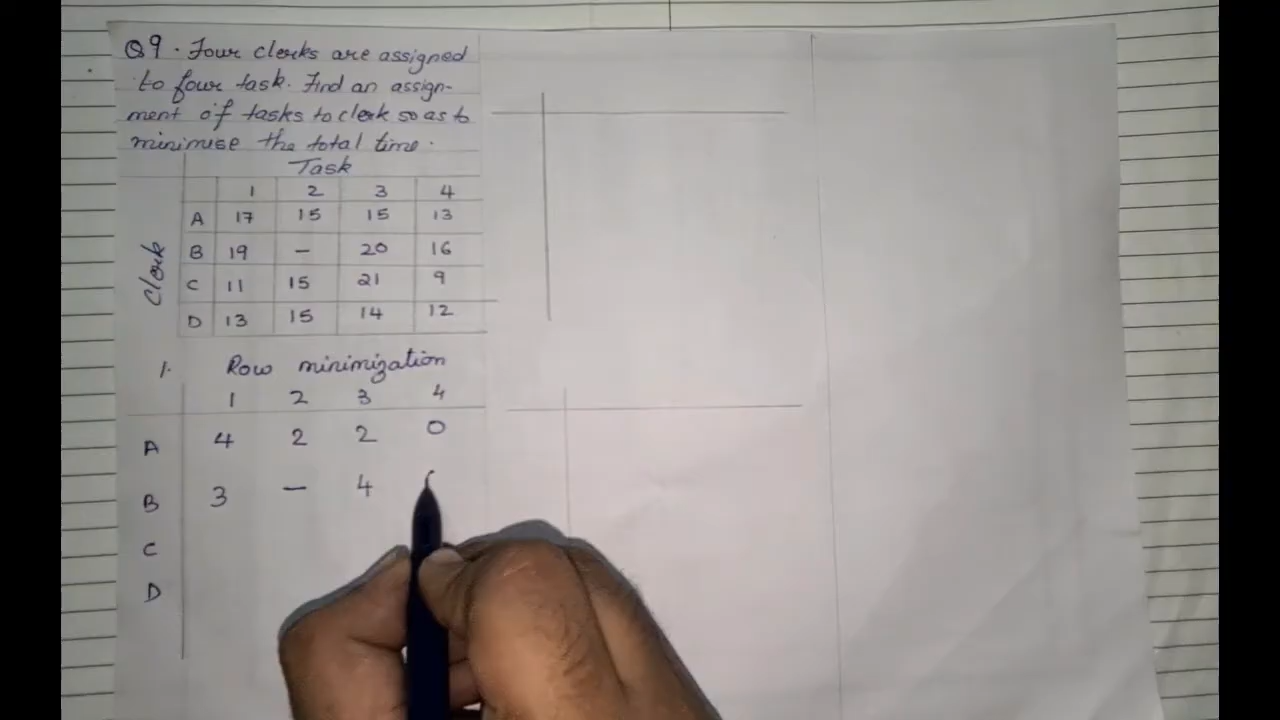 Q9. Four clerks are assigned
to four task. Find an assign-
ment of tasks to clerk so as to
minimise the total time.
Task
1 2 3 4
A 17 15 15 13
B 19 - 20 16
C 11 15 21 9
D 13 15 14 12
Clerk
1. Row minimization
1 2 3 4
A 4 2 2 0
B 3 - 4
C
D